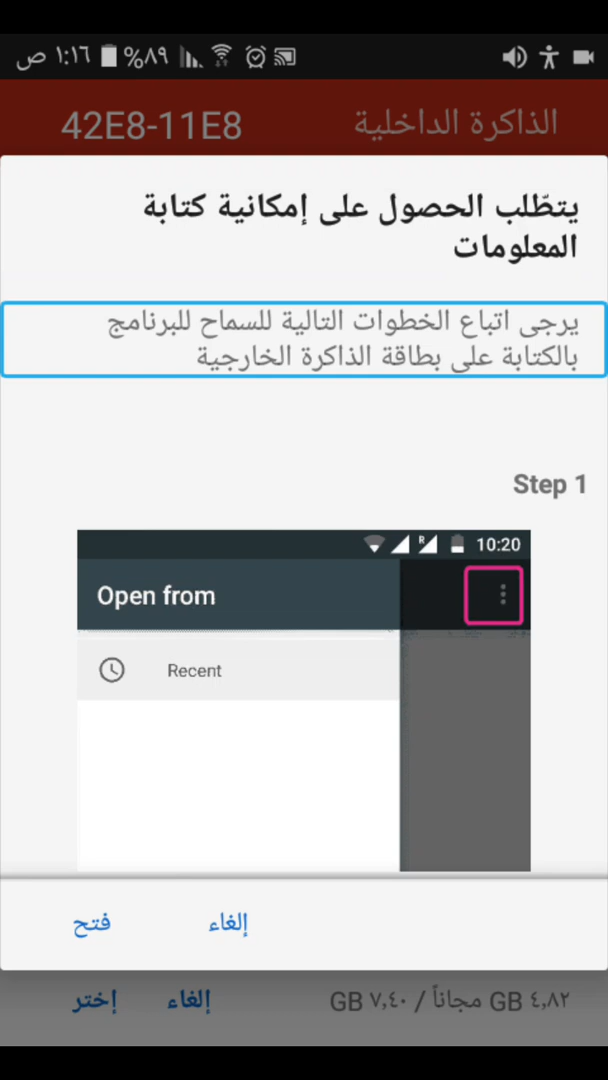 ١:١٦ ص ٨٩%
الذاكرة الداخلية 42E8-11E8
يتطّلب الحصول على إمكانية كتابة
المعلومات
يرجى اتباع الخطوات التالية للسماح للبرنامج
بالكتابة على بطاقة الذاكرة الخارجية
Step 1
R 10:20
Open from
Recent
إلغاء فتح
٤,٨٢ GB مجاناً / ٧,٤٠ GB إلغاء إختر